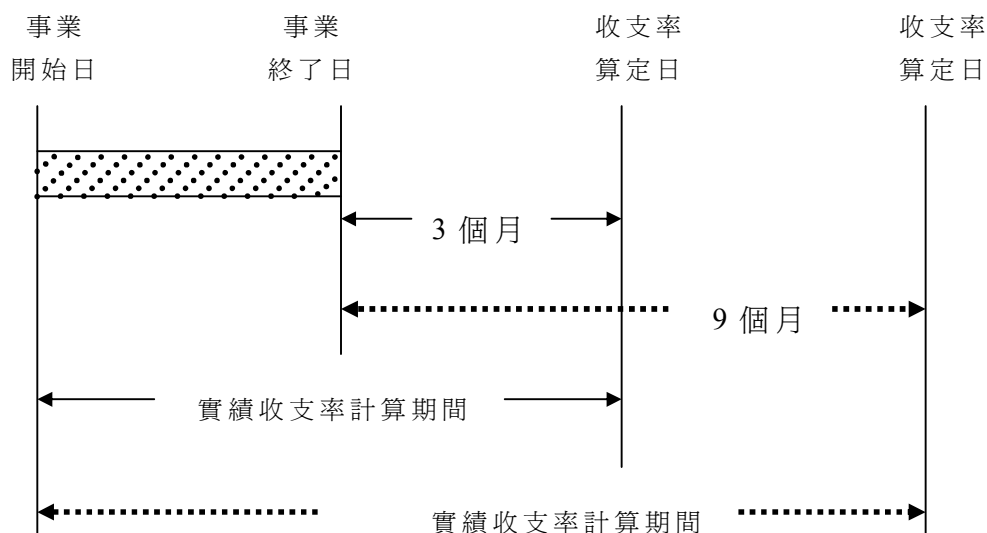 事業
開始日
事業
終了日
收支率
算定日
收支率
算定日
3 個月
9 個月
實績收支率計算期間
實績收支率計算期間